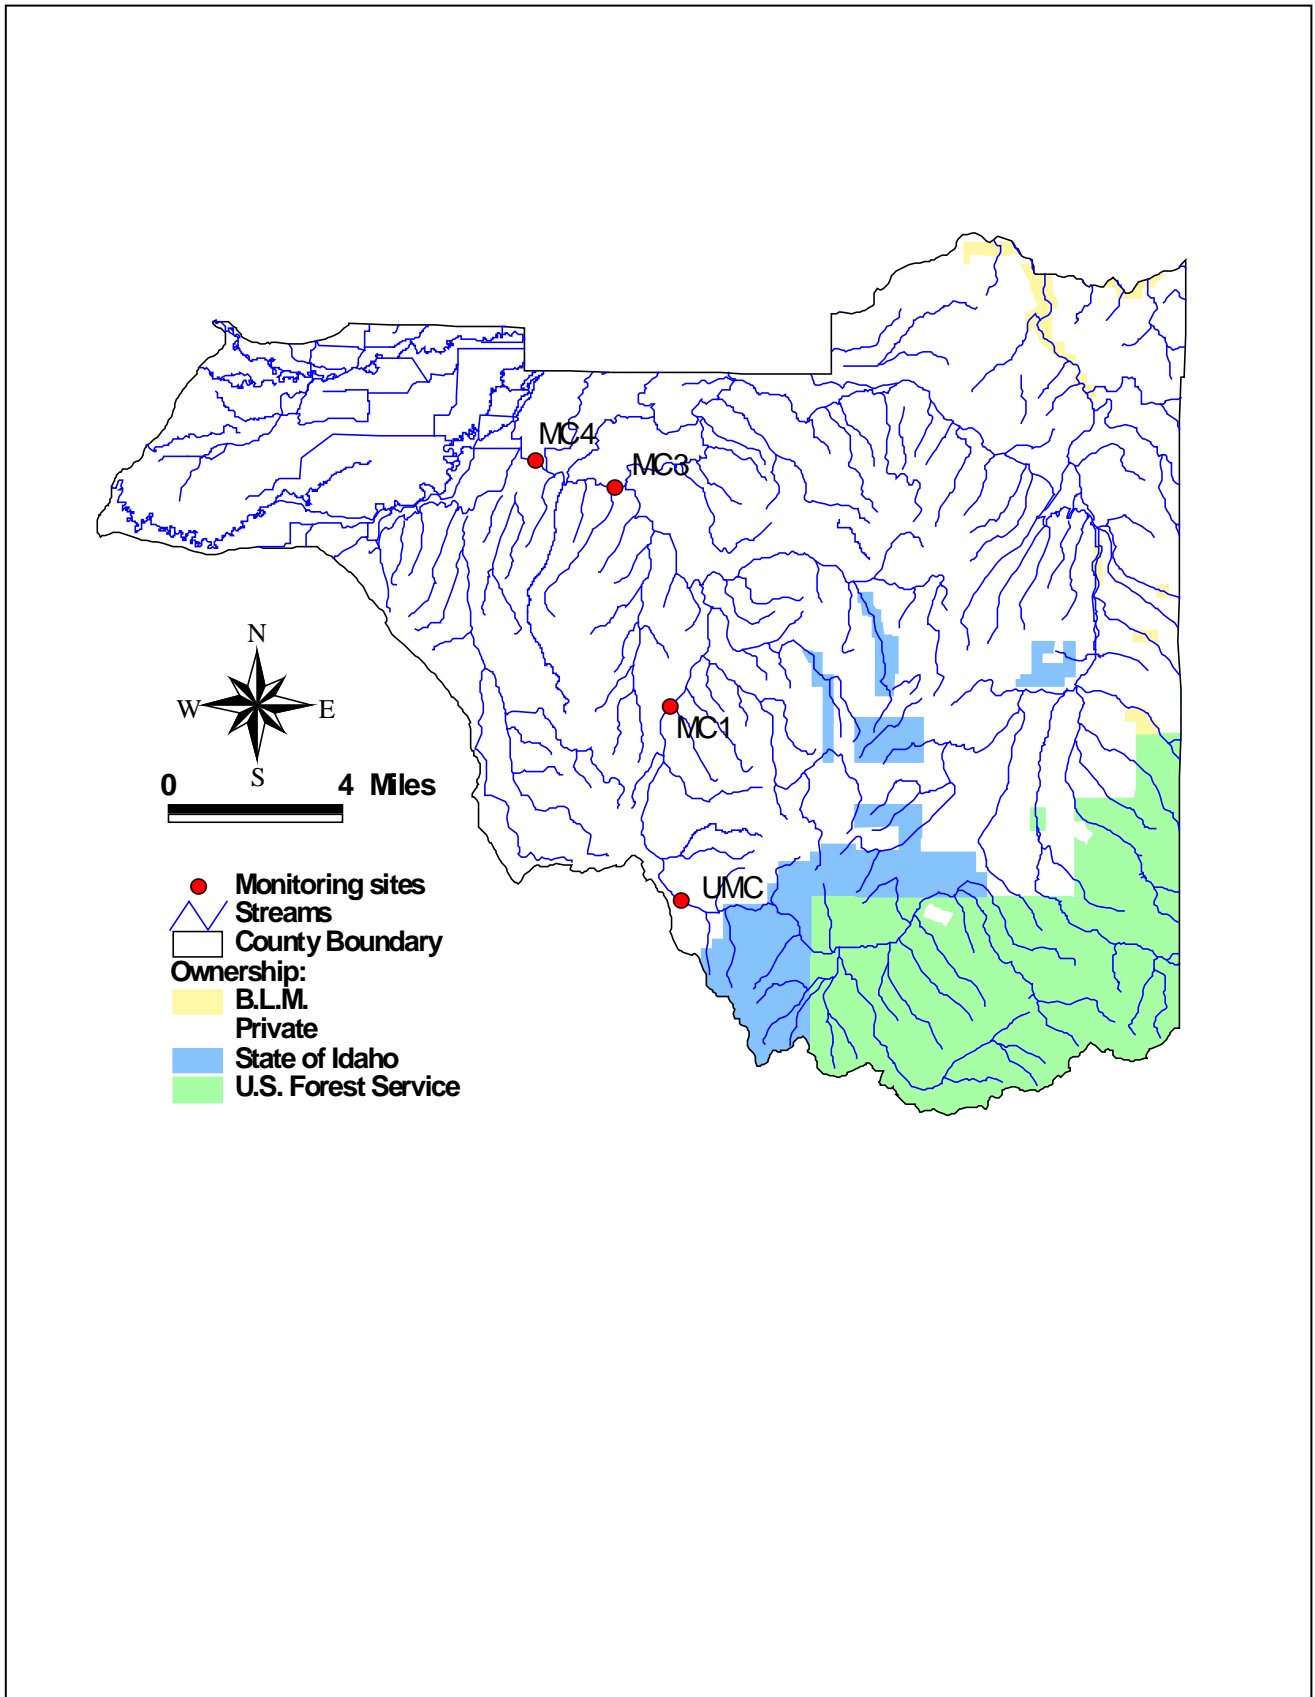 MC4
MC3
N
W E
S
MC1
0 4 Miles
UMC
Monitoring sites
Streams
County Boundary
Ownership:
B.L.M.
Private
State of Idaho
U.S. Forest Service